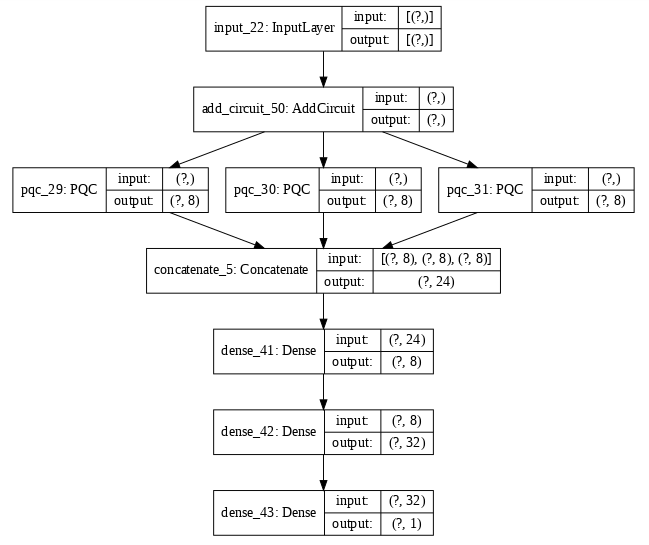 input_22: InputLayer
input: [(?,)]
output: [(?,)]
add_circuit_50: AddCircuit
input: (?,)
output: (?,)
pqc_29: PQC
input: (?,)
output: (?, 8)
pqc_30: PQC
input: (?,)
output: (?, 8)
pqc_31: PQC
input: (?,)
output: (?, 8)
concatenate_5: Concatenate
input: [(?, 8), (?, 8), (?, 8)]
output: (?, 24)
dense_41: Dense
input: (?, 24)
output: (?, 8)
dense_42: Dense
input: (?, 8)
output: (?, 32)
dense_43: Dense
input: (?, 32)
output: (?, 1)